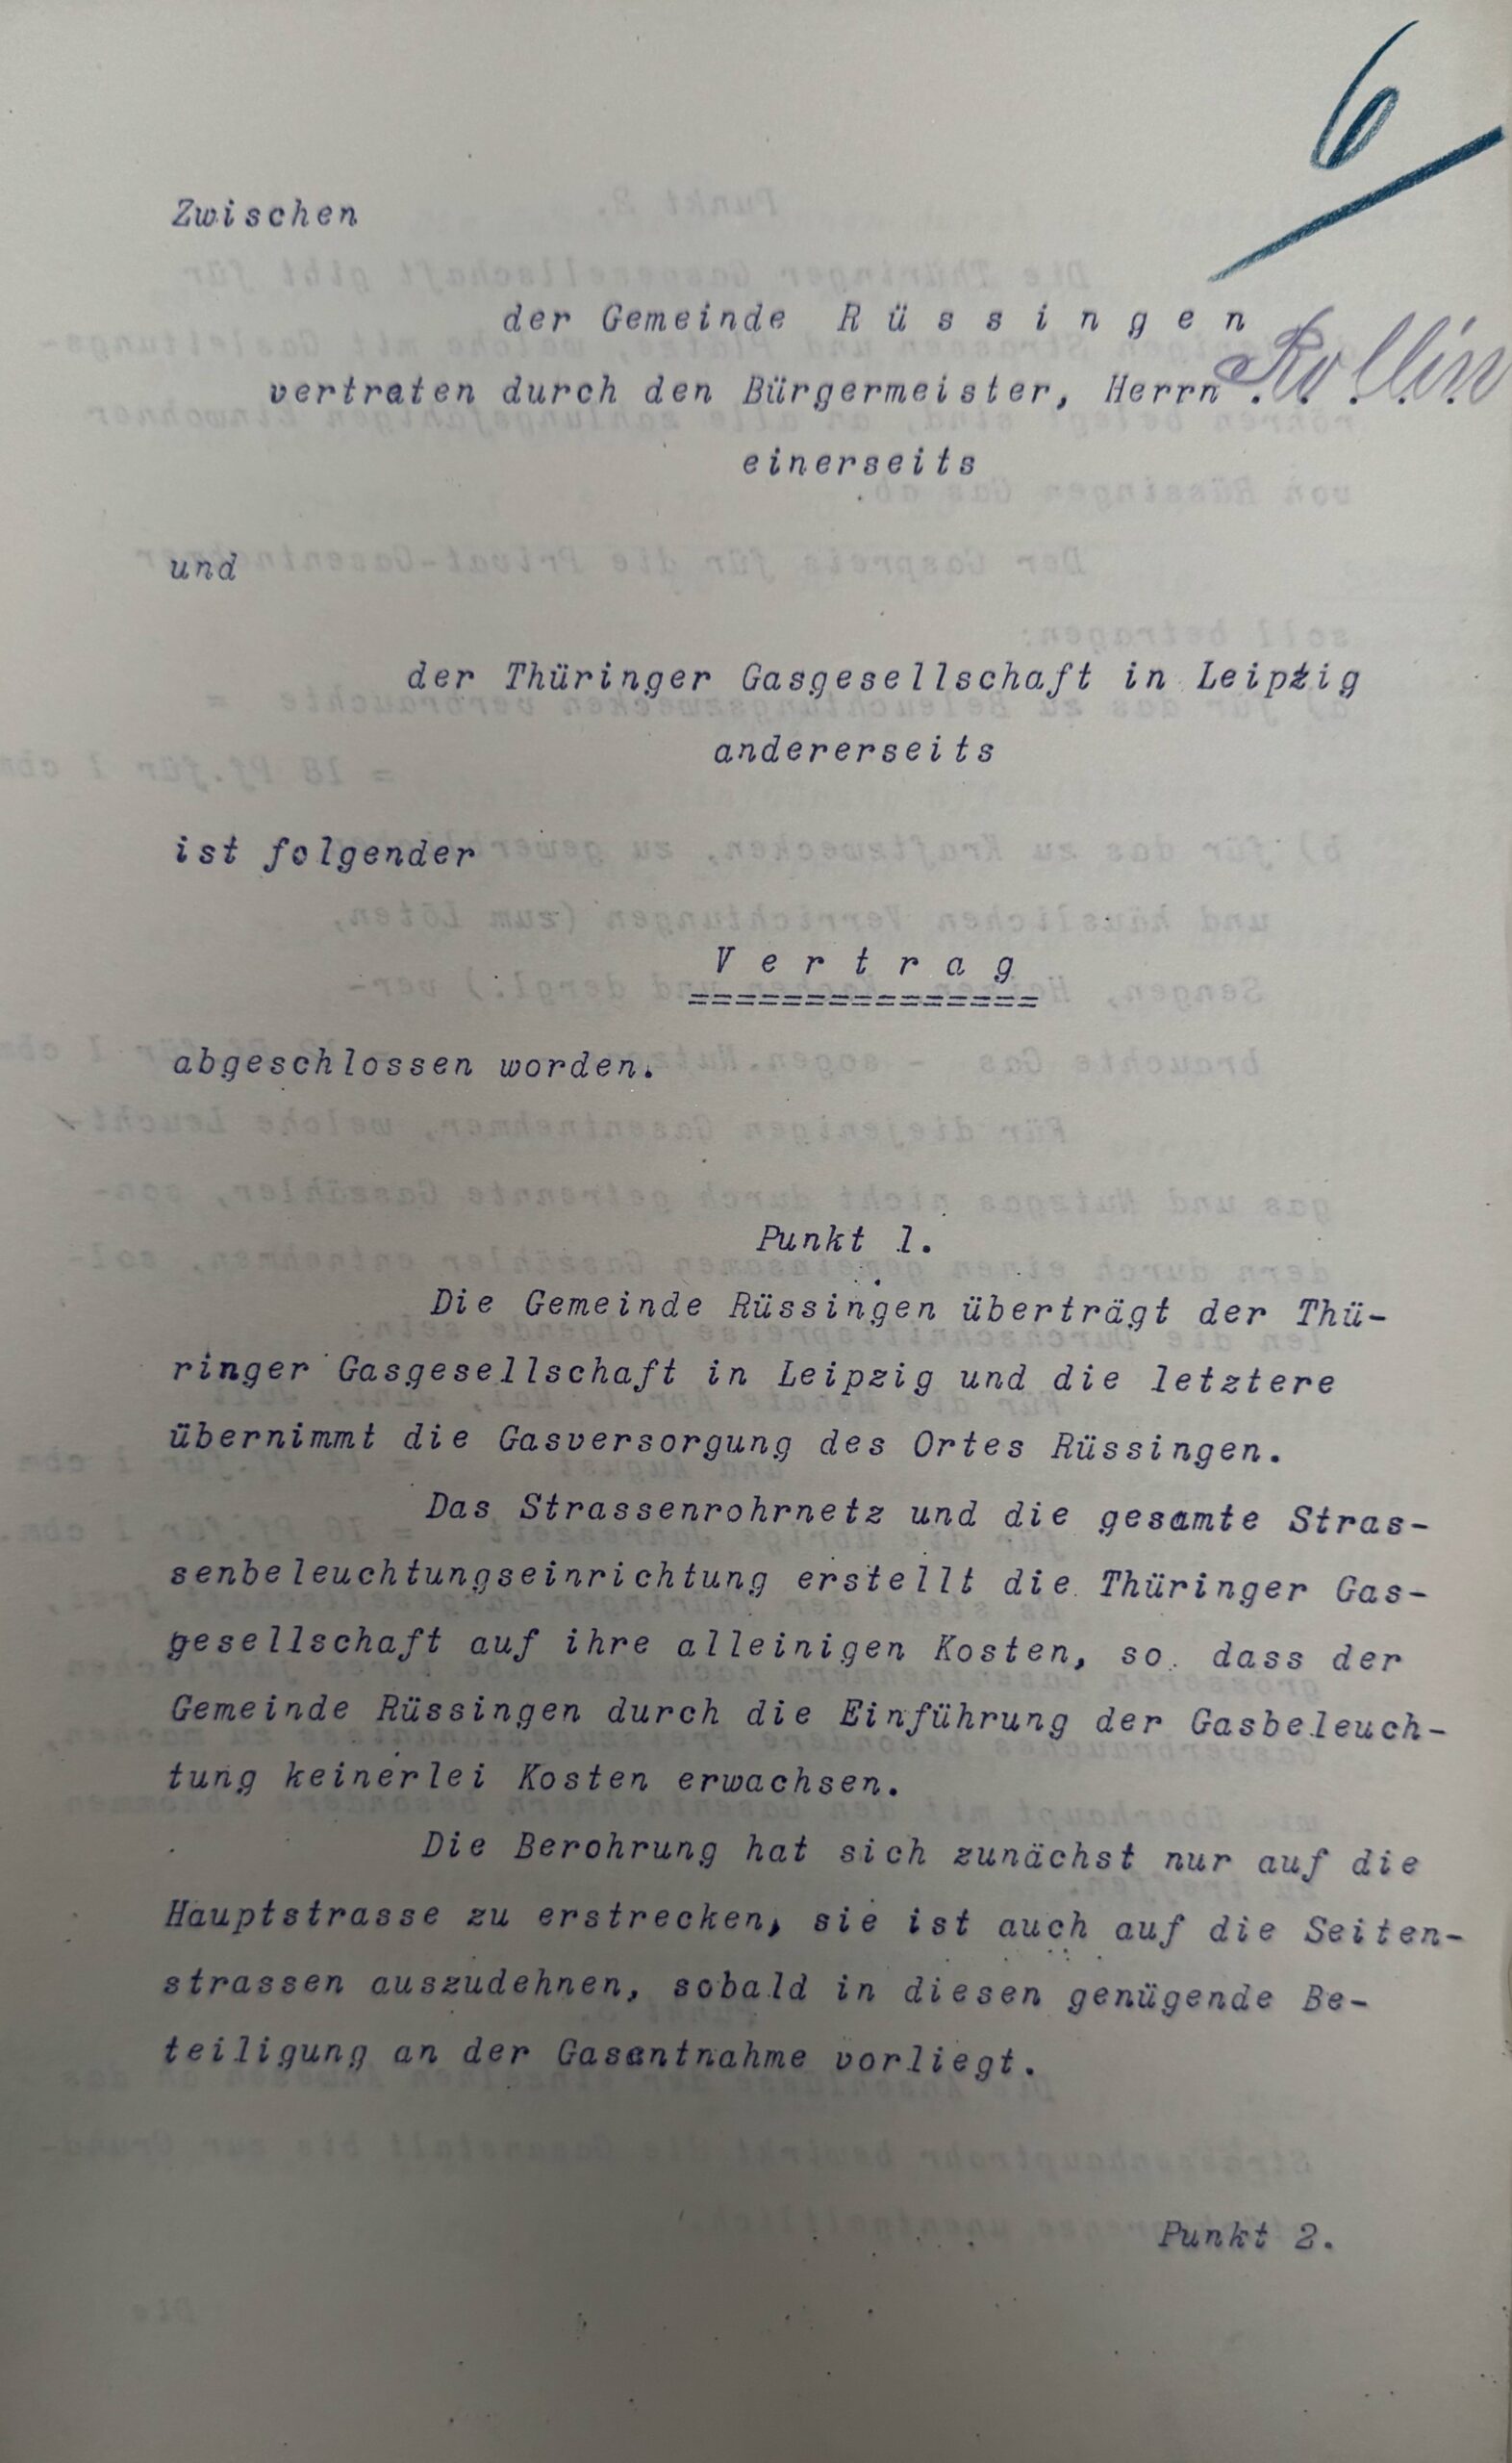 6
Zwischen
der Gemeinde R ü s s i n g e n
vertraten durch den Bürgermeister, Herrn Rollin
einerseits
und
der Thüringer Gasgesellschaft in Leipzig
andererseits
ist folgender
V e r t r a g
===============
abgeschlossen worden.
Punkt 1.
Die Gemeinde Rüssingen überträgt der Thü-
ringer Gasgesellschaft in Leipzig und die letztere
übernimmt die Gasversorgung des Ortes Rüssingen.
Das Strassenrohrnetz und die gesamte Stras-
senbeleuchtungseinrichtung erstellt die Thüringer Gas-
gesellschaft auf ihre alleinigen Kosten, so dass der
Gemeinde Rüssingen durch die Einführung der Gasbeleuch-
tung keinerlei Kosten erwachsen.
Die Berohrung hat sich zunächst nur auf die
Hauptstrasse zu erstrecken, sie ist auch auf die Seiten-
strassen auszudehnen, sobald in diesen genügende Be-
teiligung an der Gasentnahme vorliegt.
Punkt 2.